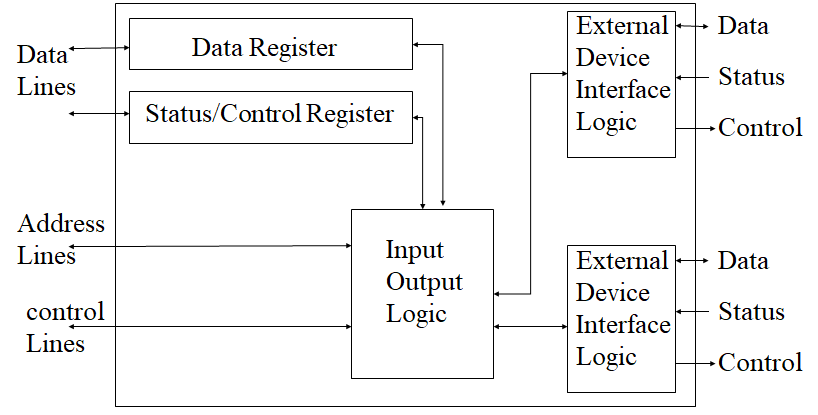 Data
Lines
Data Register
Status/Control Register
Address
Lines
control
Lines
Input
Output
Logic
External
Device
Interface
Logic
Data
Status
Control
External
Device
Interface
Logic
Data
Status
Control